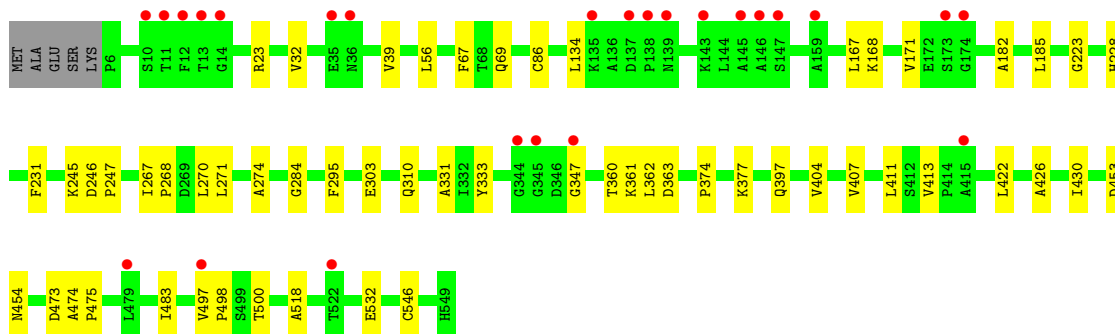 MET ALA GLU SER LYS P6 S10 T11 F12 T13 G14 R23 V32 E35 N36 V39 L56 F67 T68 Q69 C86 L134 K135 A136 D137 P138 N139 K143 L144 A145 A146 S147 A159 L167 K168 V171 E172 S173 G174 A182 L185 G223 H228
F231 K245 D246 P247 I267 P268 D269 L270 L271 A274 G284 F295 E303 Q310 A331 I332 Y333 G344 G345 D346 G347 T360 K361 L362 D363 P374 K377 Q397 V404 V407 L411 S412 V413 P414 A415 L422 A426 I430 D453
N454 D473 A474 P475 L479 I483 V497 P498 S499 T500 A518 T522 E532 C546 H549